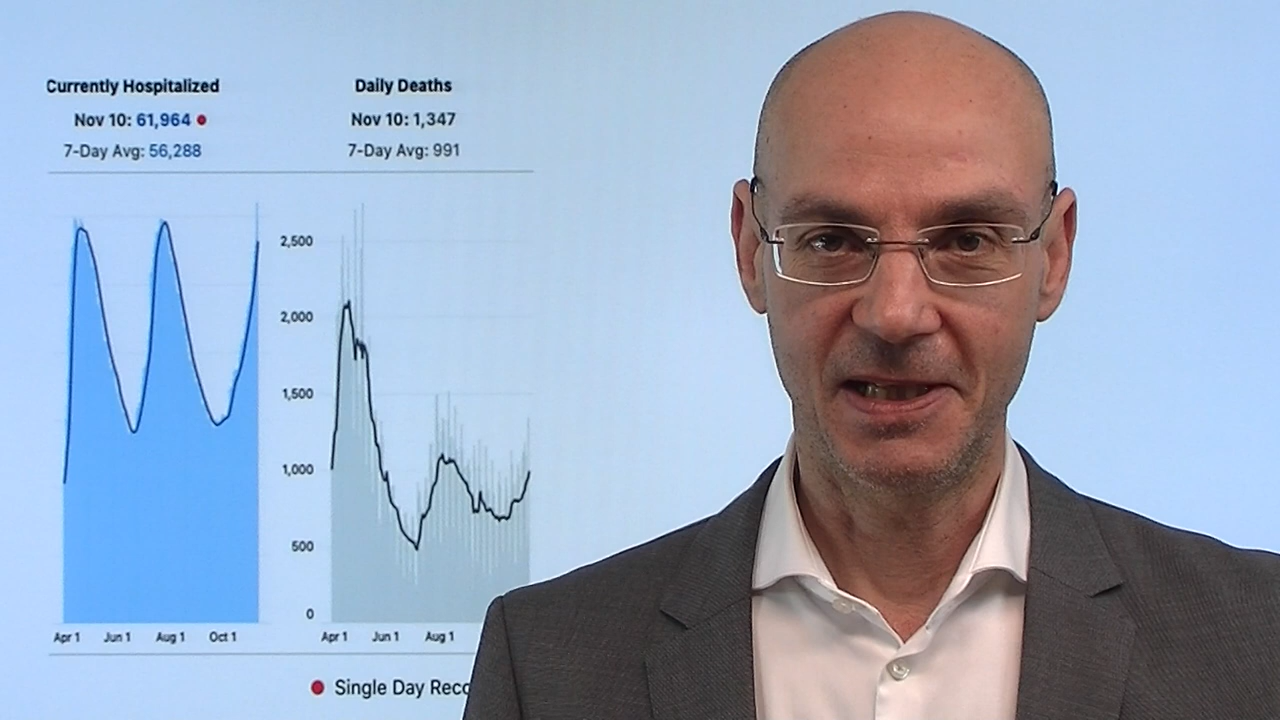 Currently Hospitalized
Nov 10: 61,964
7-Day Avg: 56,288
Daily Deaths
Nov 10: 1,347
7-Day Avg: 991
2,500
2,000
1,500
1,000
500
0
Apr 1 Jun 1 Aug 1 Oct 1
Apr 1 Jun 1 Aug 1
Single Day